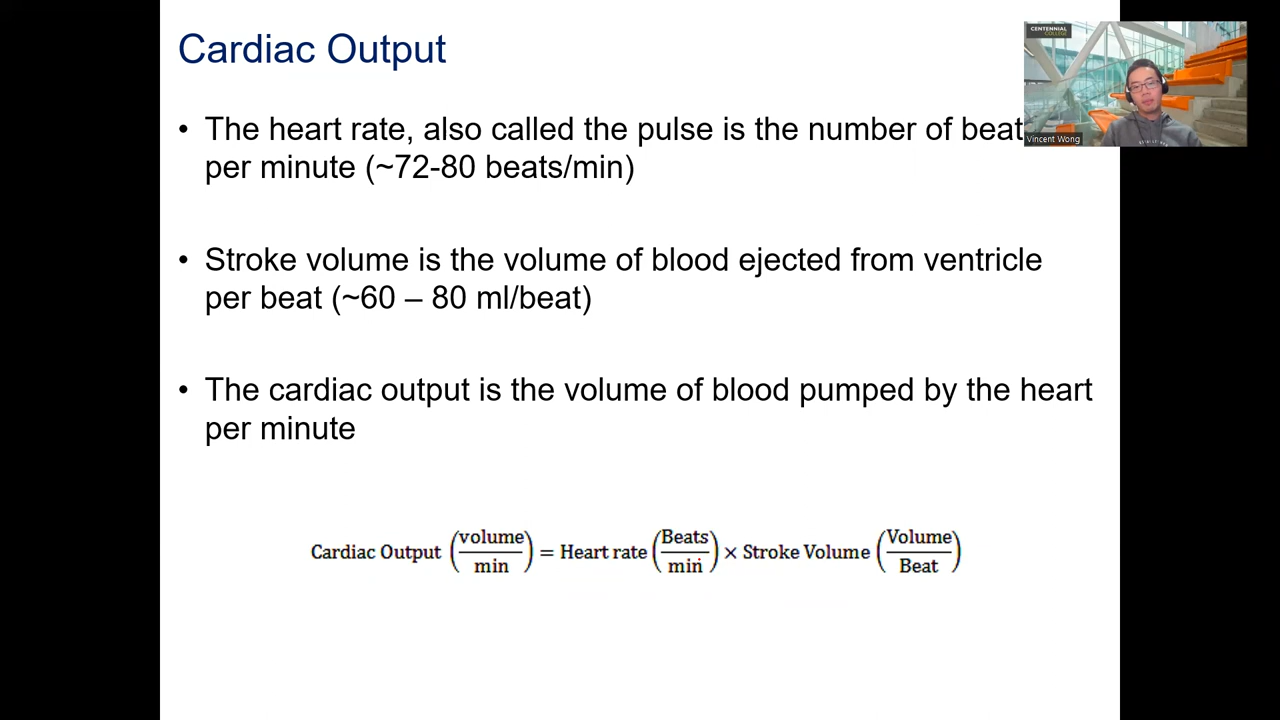 Cardiac Output
• The heart rate, also called the pulse is the number of beat
per minute (~72-80 beats/min)
• Stroke volume is the volume of blood ejected from ventricle
per beat (~60 – 80 ml/beat)
• The cardiac output is the volume of blood pumped by the heart
per minute
Cardiac Output (volume/min) = Heart rate (Beats/min) × Stroke Volume (Volume/Beat)
CENTENNIAL
COLLEGE
Vincent Wong